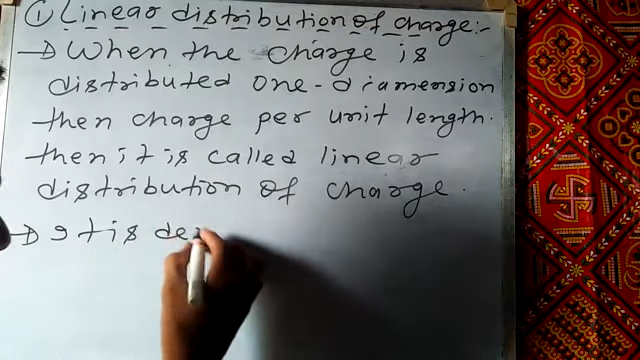 ① Linear distribution of charge:-
→ When the charge is
distributed one-diamension
then charge per unit length.
then it is called linear
distribution of charge.
→ It is de